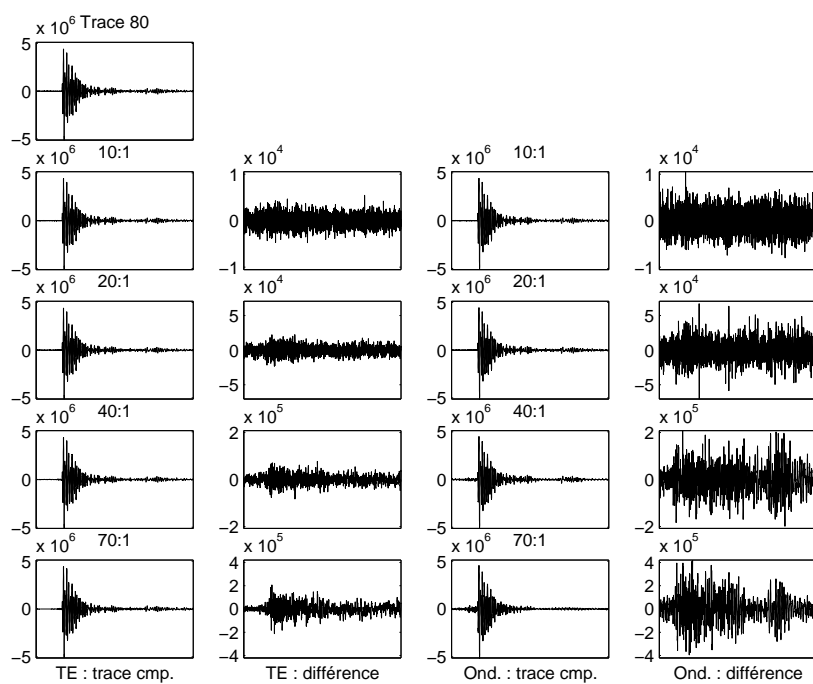 x 10^6 Trace 80
5
0
−5
x 10^6 10:1
5
0
−5
x 10^4
1
0
−1
x 10^6 10:1
5
0
−5
x 10^4
1
0
−1
x 10^6 20:1
5
0
−5
x 10^4
5
0
−5
x 10^6 20:1
5
0
−5
x 10^4
5
0
−5
x 10^6 40:1
5
0
−5
x 10^5
2
0
−2
x 10^6 40:1
5
0
−5
x 10^5
2
0
−2
x 10^6 70:1
5
0
−5
TE : trace cmp.
x 10^5
4
2
0
−2
−4
TE : différence
x 10^6 70:1
5
0
−5
Ond. : trace cmp.
x 10^5
4
2
0
−2
−4
Ond. : différence